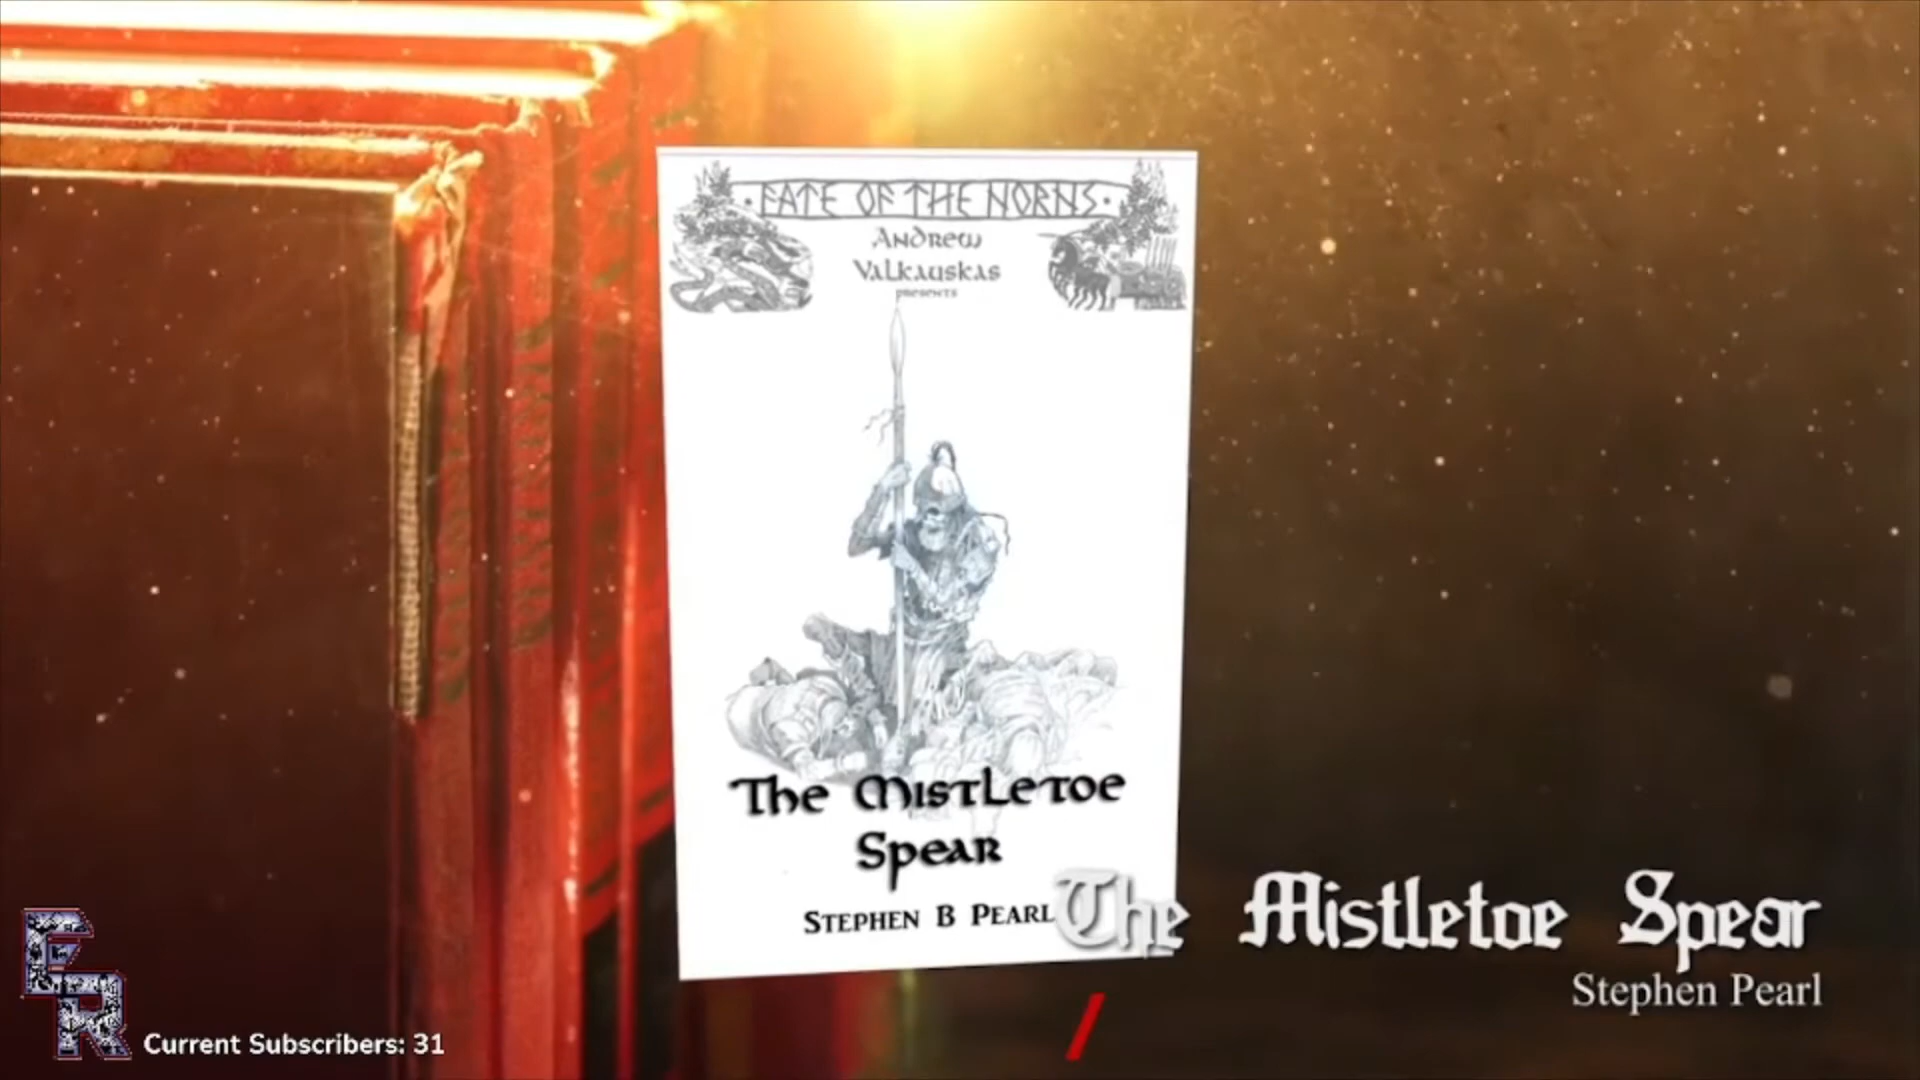 ·FATE OF THE NORNS·
Andrew
Valkauskas
presents
The Mistletoe
Spear
Stephen B Pearl
The Mistletoe Spear
Stephen Pearl
ER
Current Subscribers: 31